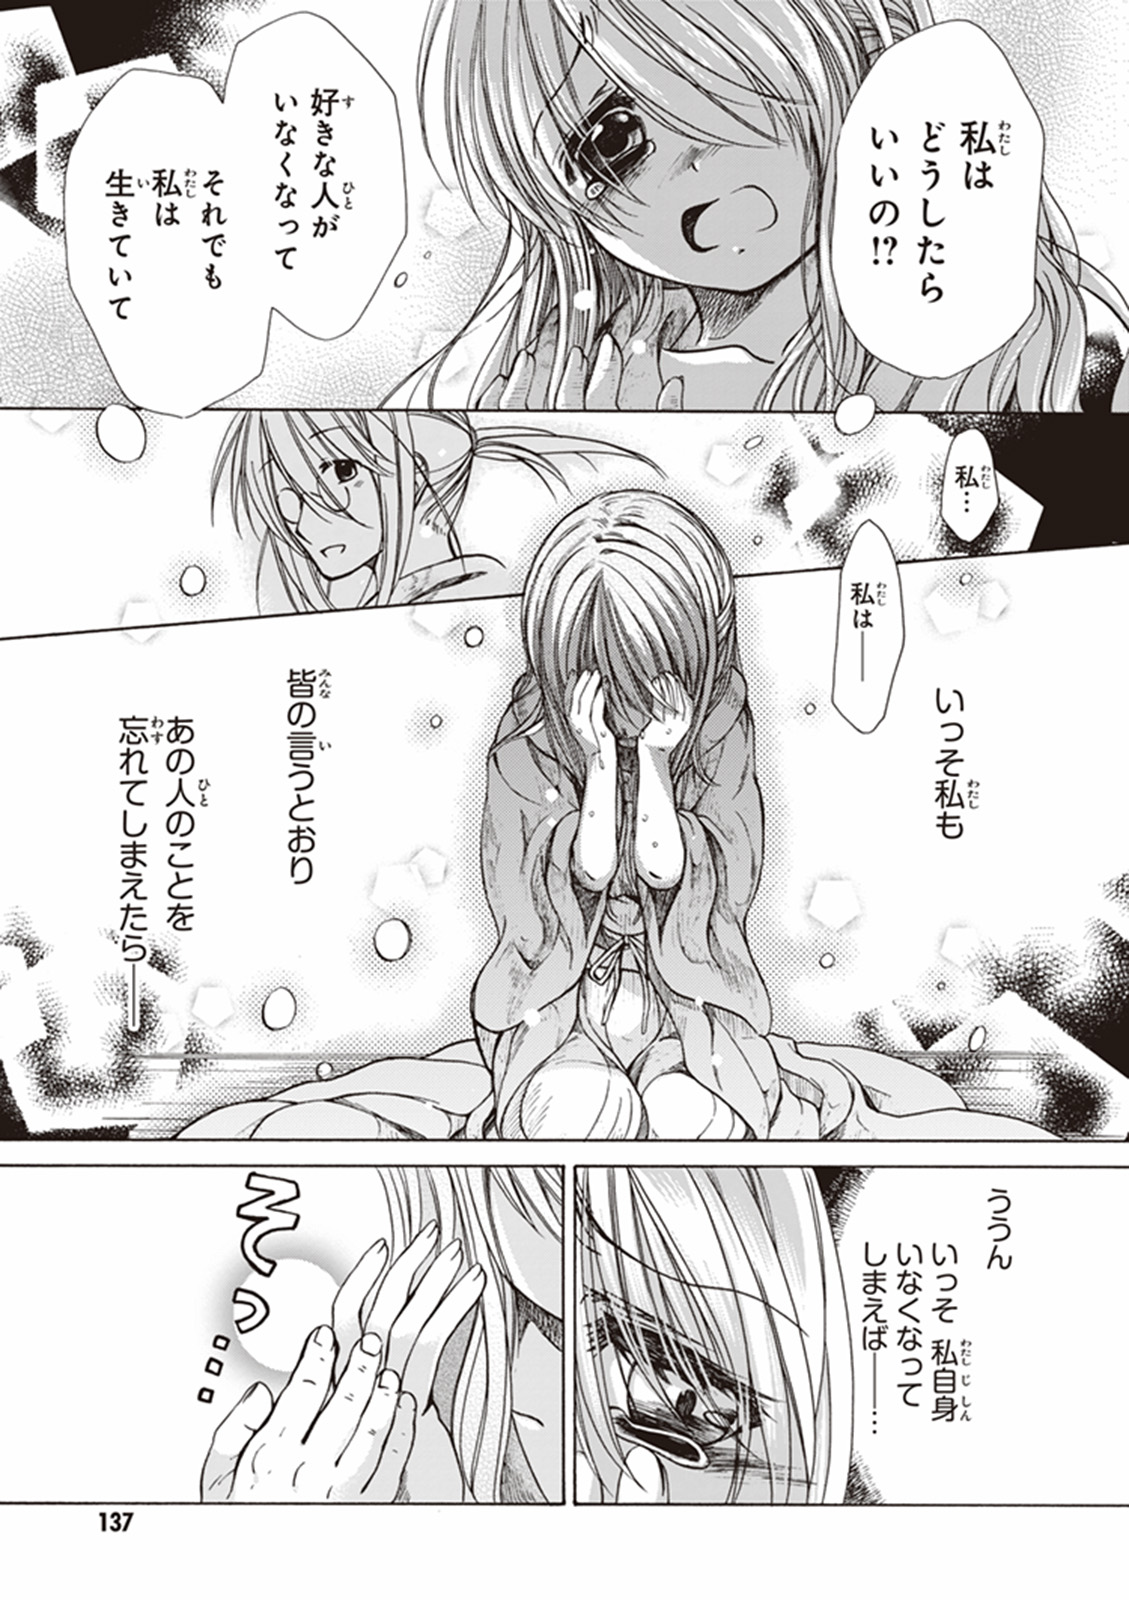 私は
どうしたら
いいの!?
好きな人が
いなくなって
それでも
私は
生きていて
私…
私は――
いっそ私も
皆の言うとおり
あの人のことを
忘れてしまえたら――
ううん
いっそ 私自身
いなくなって
しまえば――…
そっ…
137